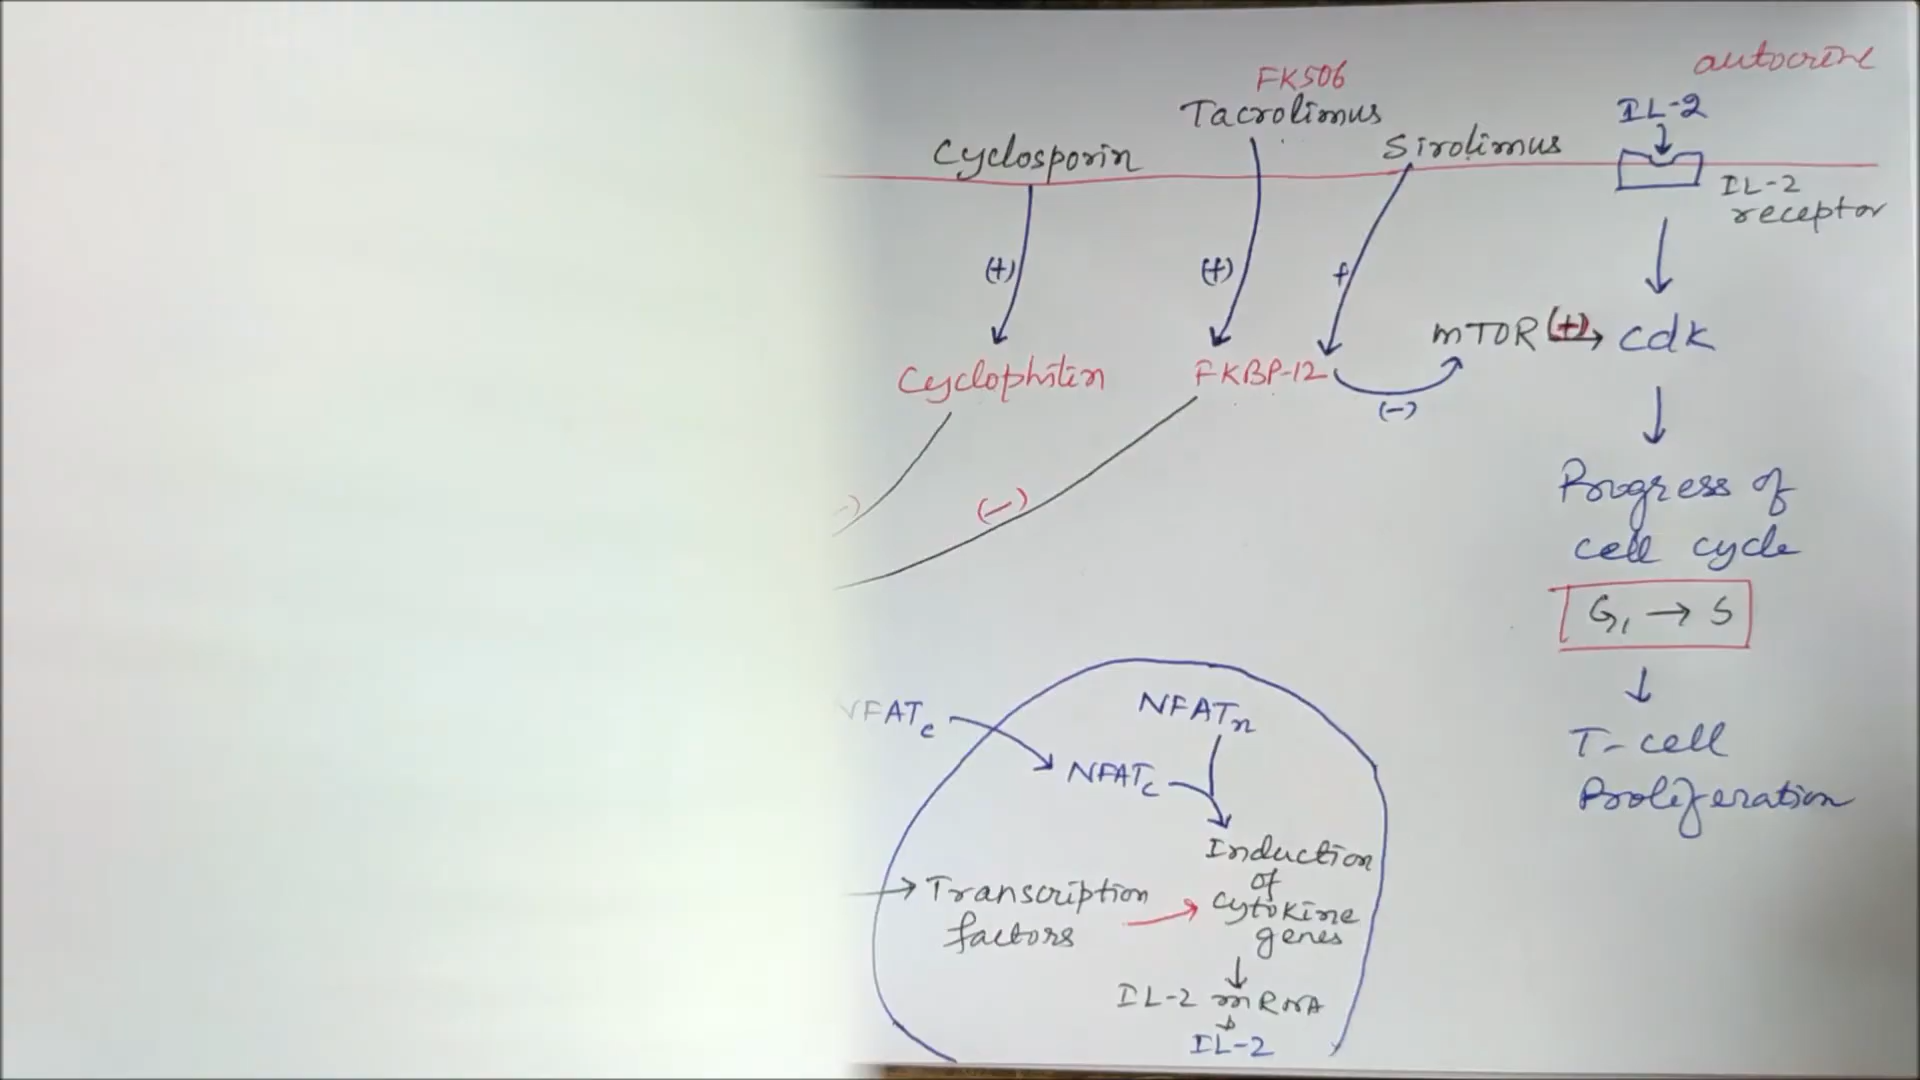 autocrine
FK506
Tacrolimus
IL-2
Cyclosporin
Sirolimus
IL-2
receptor
(+)
(+)
+
mTOR (+) → cdk
Cyclophilin
FKBP-12
(-)
Progress of
cell cycle
(-)
G1 → S
NFATc
NFATn
NFATc
T-cell
Proliferation
Induction
of
cytokine
genes
Transcription
factors
IL-2 mRNA
IL-2